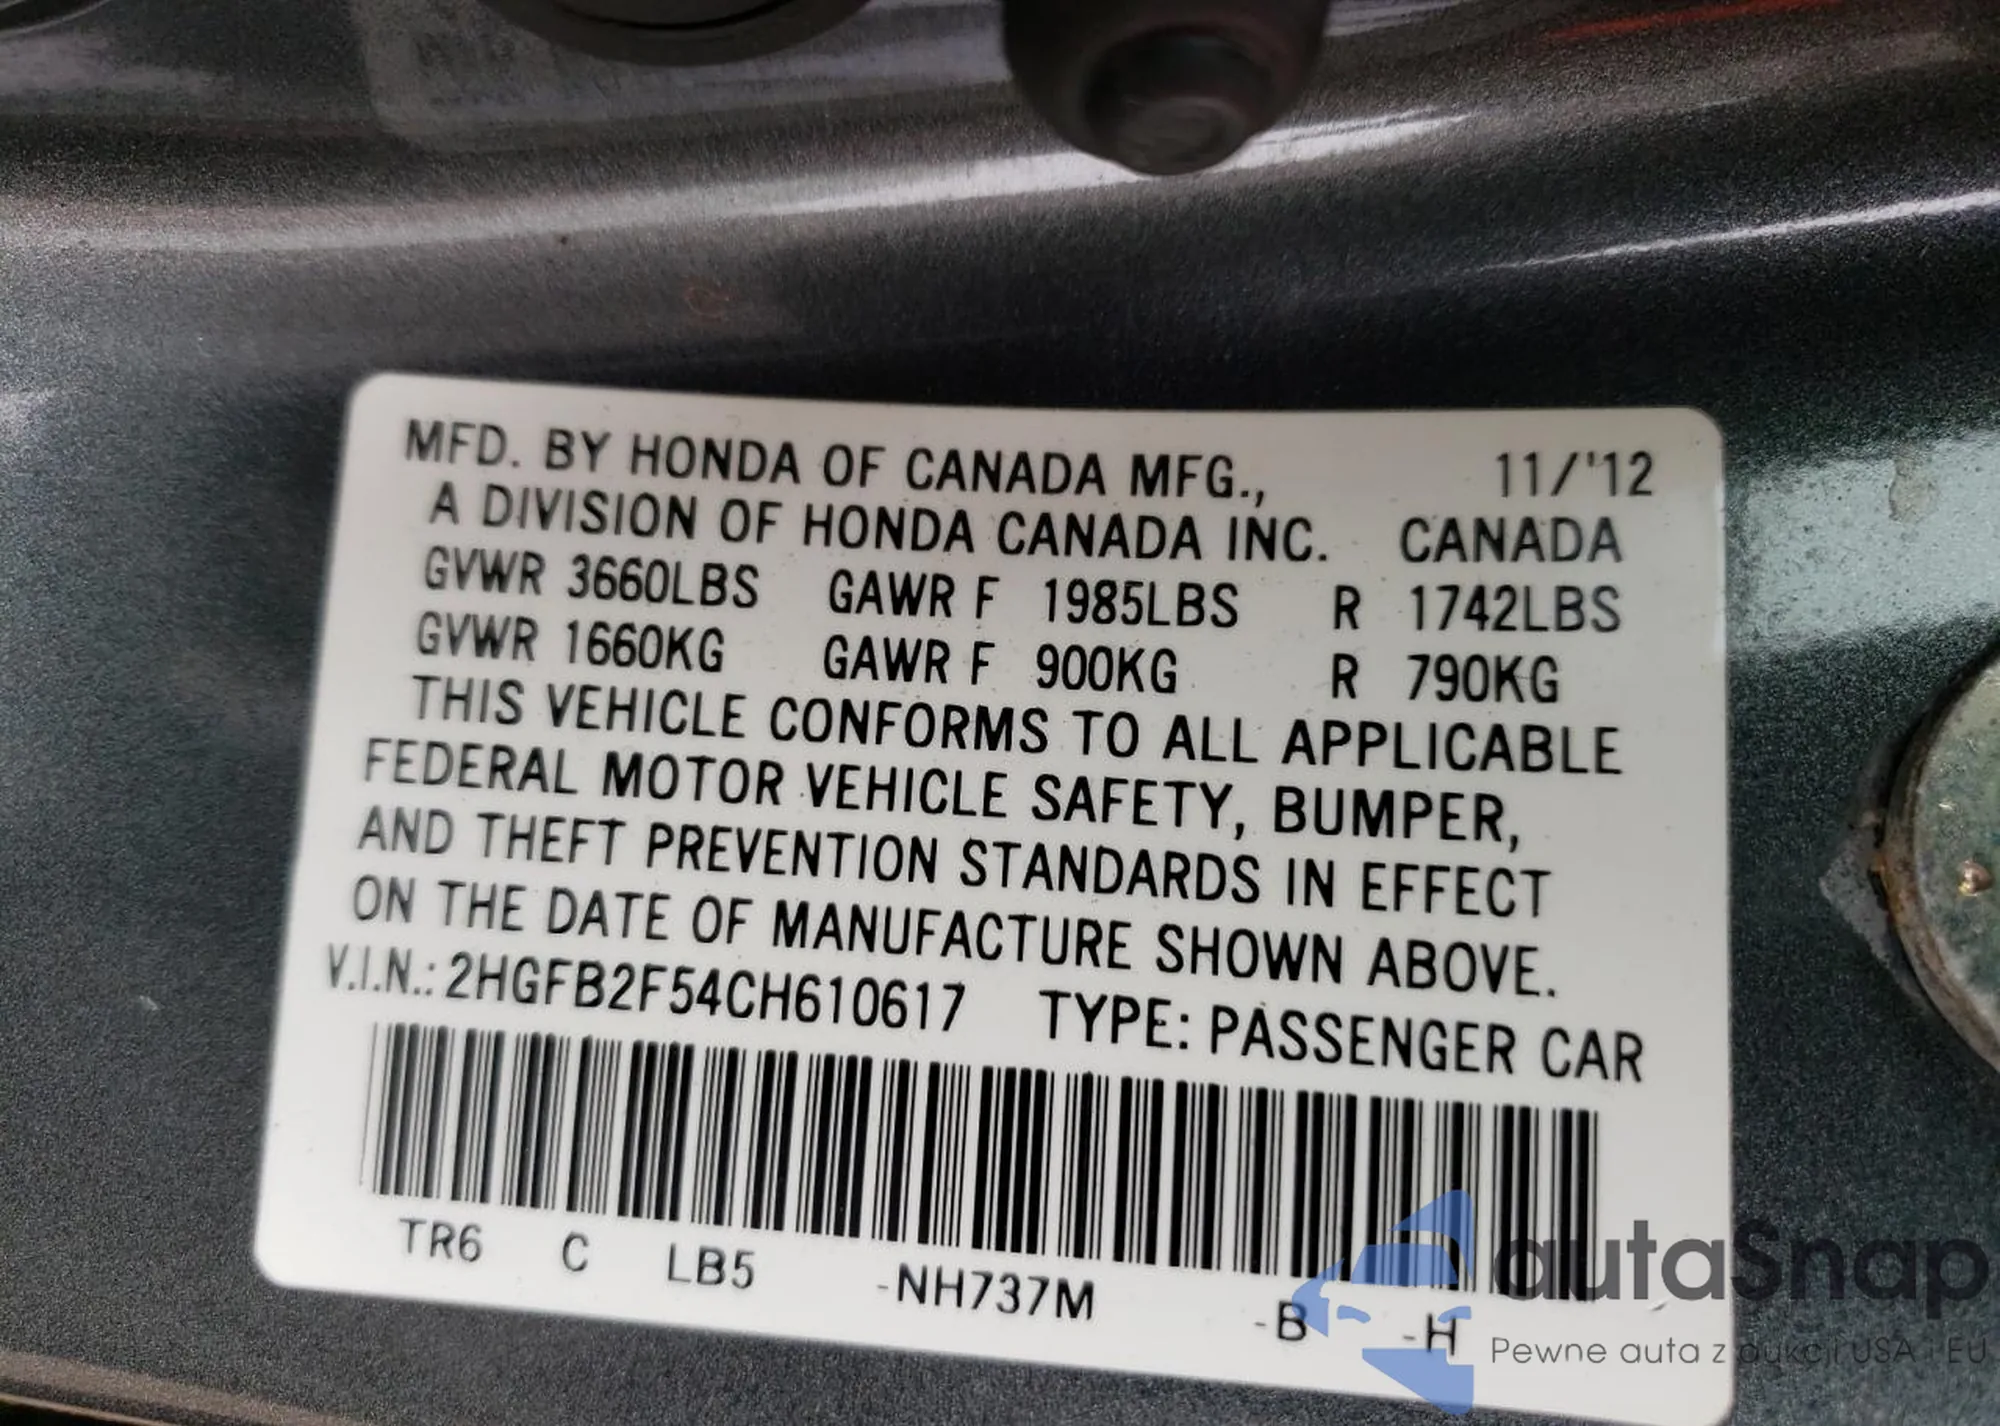 MFD. BY HONDA OF CANADA MFG., 11/'12
A DIVISION OF HONDA CANADA INC. CANADA
GVWR 3660LBS GAWR F 1985LBS R 1742LBS
GVWR 1660KG GAWR F 900KG R 790KG
THIS VEHICLE CONFORMS TO ALL APPLICABLE
FEDERAL MOTOR VEHICLE SAFETY, BUMPER,
AND THEFT PREVENTION STANDARDS IN EFFECT
ON THE DATE OF MANUFACTURE SHOWN ABOVE.
V.I.N.: 2HGFB2F54CH610617 TYPE: PASSENGER CAR
TR6 C LB5 -NH737M -B -H
autaSnap
Pewne auta z aukcji USA i EU